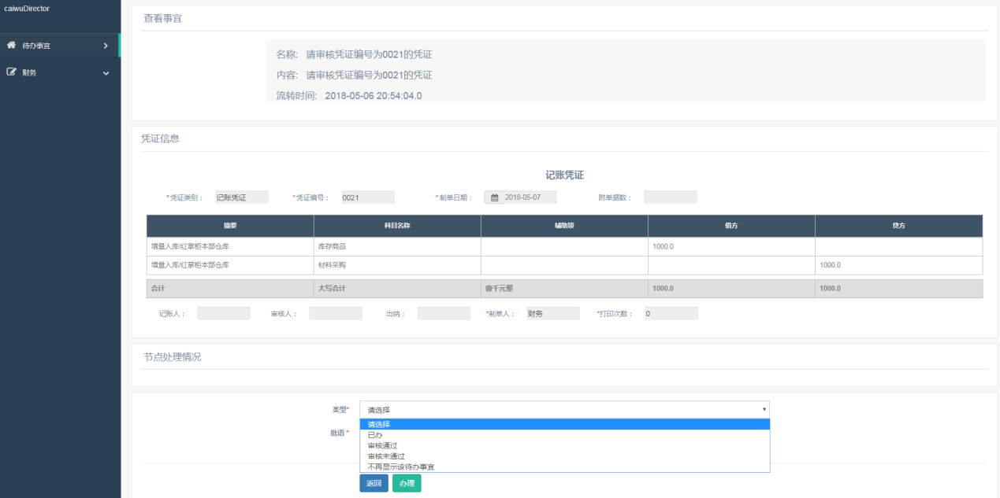 caiwuDirector
待办事宜
财务
查看事宜
名称: 请审核凭证编号为0021的凭证
内容: 请审核凭证编号为0021的凭证
流转时间: 2018-05-06 20:54:04.0
凭证信息
记账凭证
*凭证类别： 记账凭证 *凭证编号： 0021 *制单日期： 2018-05-07 附单据数：
摘要 科目名称 辅助项 借方 贷方
增量入库/红掌柜本部仓库 库存商品 1000.0
增量入库/红掌柜本部仓库 材料采购 1000.0
合计 大写合计 壹千元整 1000.0 1000.0
记账人： 审核人： 出纳： *制单人： 财务 *打印次数： 0
节点处理情况
类型* 请选择
批语 *
请选择
已办
审核通过
审核未通过
不再显示该待办事宜
返回 办理